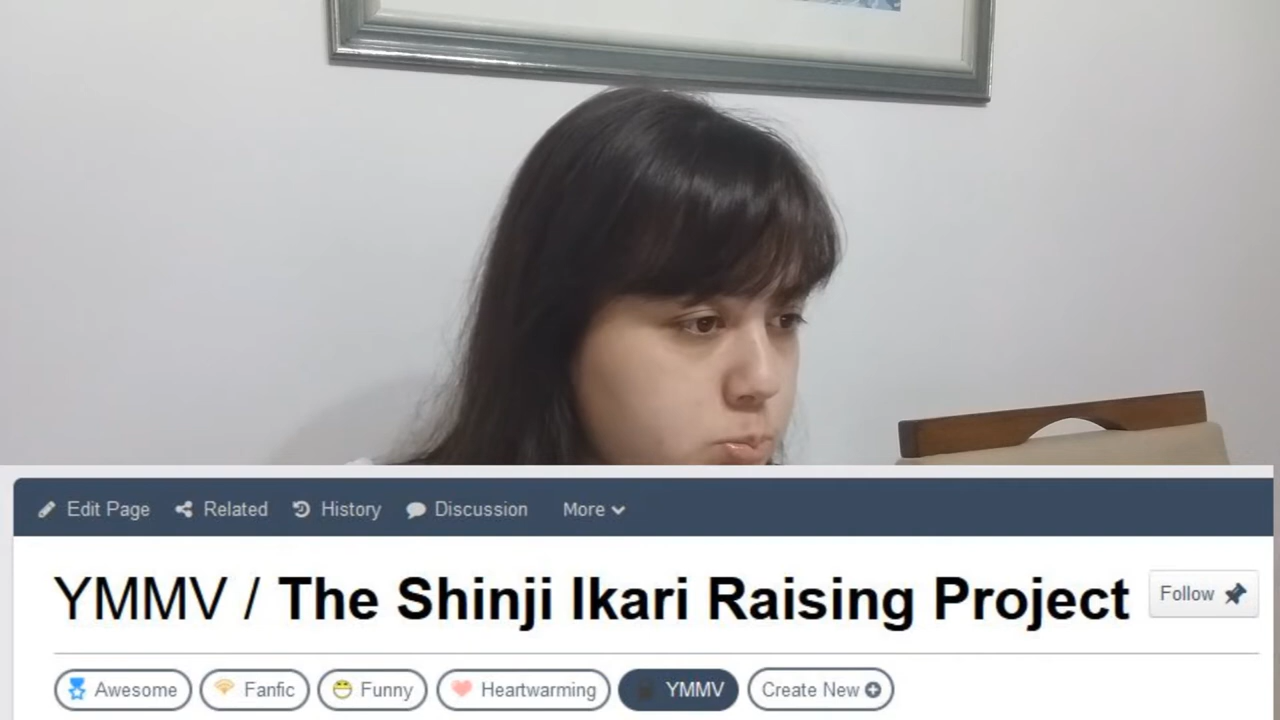 Edit Page Related History Discussion More
YMMV / The Shinji Ikari Raising Project Follow
Awesome Fanfic Funny Heartwarming YMMV Create New